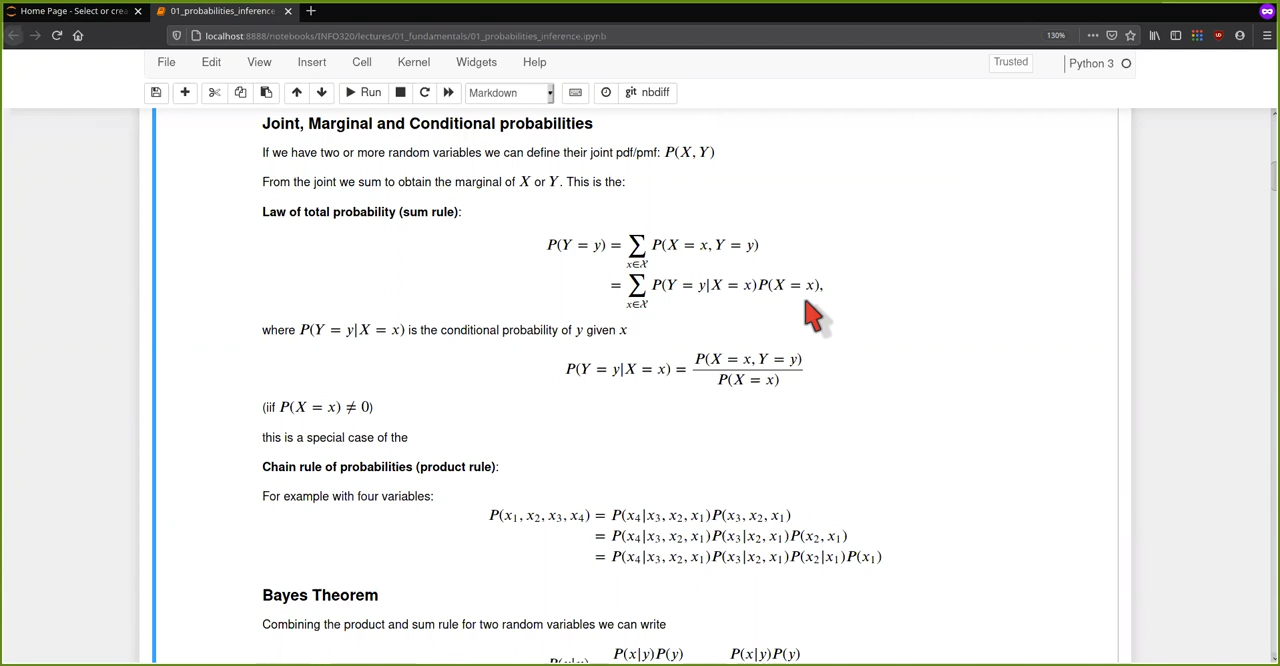 Home Page - Select or crea
01_probabilities_inference
localhost:8888/notebooks/INFO320/lectures/01_fundamentals/01_probabilities_inference.ipynb
130%
File Edit View Insert Cell Kernel Widgets Help
Trusted
Python 3
Run
Markdown
git nbdiff
Joint, Marginal and Conditional probabilities
If we have two or more random variables we can define their joint pdf/pmf: P(X, Y)
From the joint we sum to obtain the marginal of X or Y. This is the:
Law of total probability (sum rule):
P(Y = y) = ∑ P(X = x, Y = y)
x∈𝒳
= ∑ P(Y = y|X = x)P(X = x),
x∈𝒳
where P(Y = y|X = x) is the conditional probability of y given x
P(X = x, Y = y)
P(Y = y|X = x) =
P(X = x)
(iif P(X = x) ≠ 0)
this is a special case of the
Chain rule of probabilities (product rule):
For example with four variables:
P(x₁, x₂, x₃, x₄) = P(x₄|x₃, x₂, x₁)P(x₃, x₂, x₁)
= P(x₄|x₃, x₂, x₁)P(x₃|x₂, x₁)P(x₂, x₁)
= P(x₄|x₃, x₂, x₁)P(x₃|x₂, x₁)P(x₂|x₁)P(x₁)
Bayes Theorem
Combining the product and sum rule for two random variables we can write
P(x|y)P(y) P(x|y)P(y)